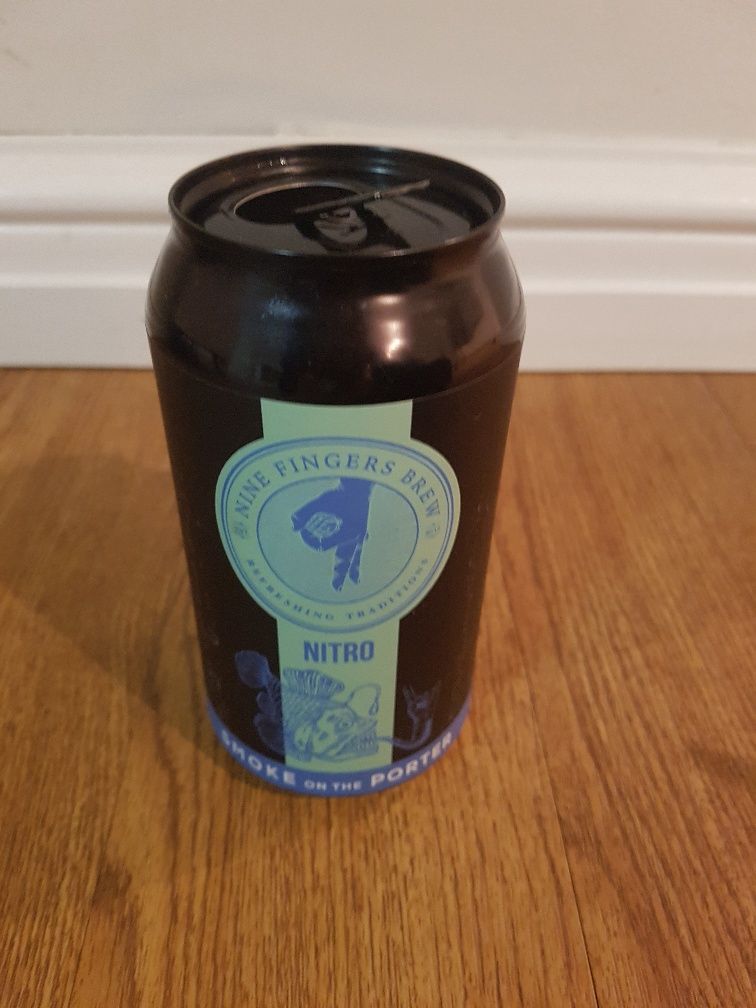 NINE FINGERS BREW
REFRESHING TRADITIONS
NITRO
SMOKE ON THE PORTER